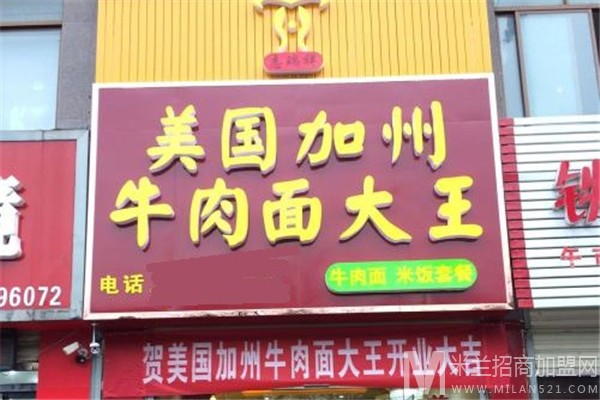 美国加州
牛肉面大王
电话
牛肉面 米饭套餐
96072
贺美国加州牛肉面大王开业大吉
米兰招商加盟网
WWW.MILAN521.COM